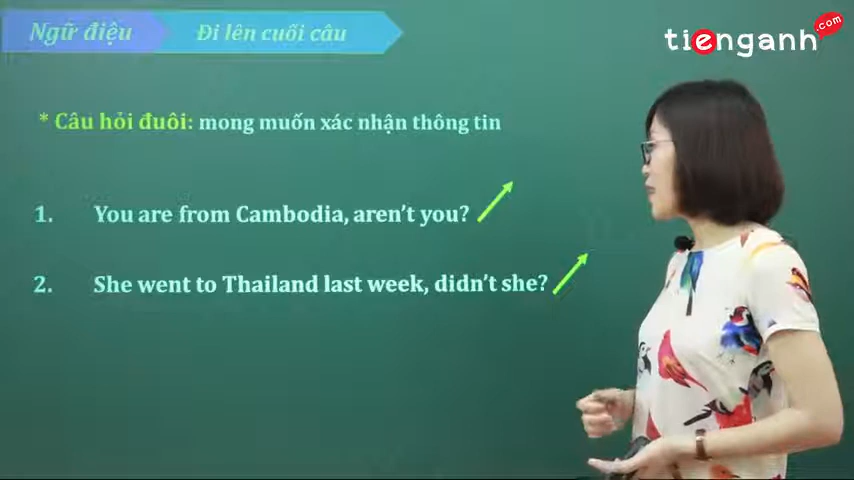 Ngữ điệu
Đi lên cuối câu
tienganh.com
* Câu hỏi đuôi: mong muốn xác nhận thông tin
1. You are from Cambodia, aren't you?
2. She went to Thailand last week, didn't she?